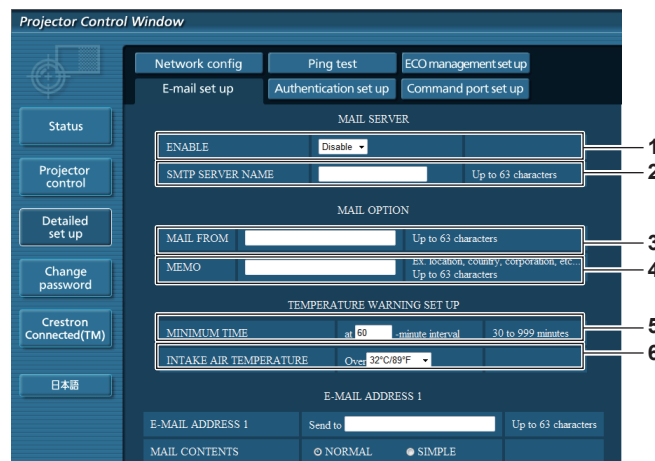 Projector Control Window
Network config
Ping test
ECO management set up
E-mail set up
Authentication set up
Command port set up
Status
Projector control
Detailed set up
Change password
Crestron Connected(TM)
日本語
MAIL SERVER
ENABLE Disable 1
SMTP SERVER NAME Up to 63 characters 2
MAIL OPTION
MAIL FROM Up to 63 characters 3
MEMO Ex. location, country, corporation, etc... 4
Up to 63 characters
TEMPERATURE WARNING SET UP
MINIMUM TIME at 60 -minute interval 30 to 999 minutes 5
INTAKE AIR TEMPERATURE Over 32°C/89°F 6
E-MAIL ADDRESS 1
E-MAIL ADDRESS 1 Send to Up to 63 characters
MAIL CONTENTS NORMAL SIMPLE